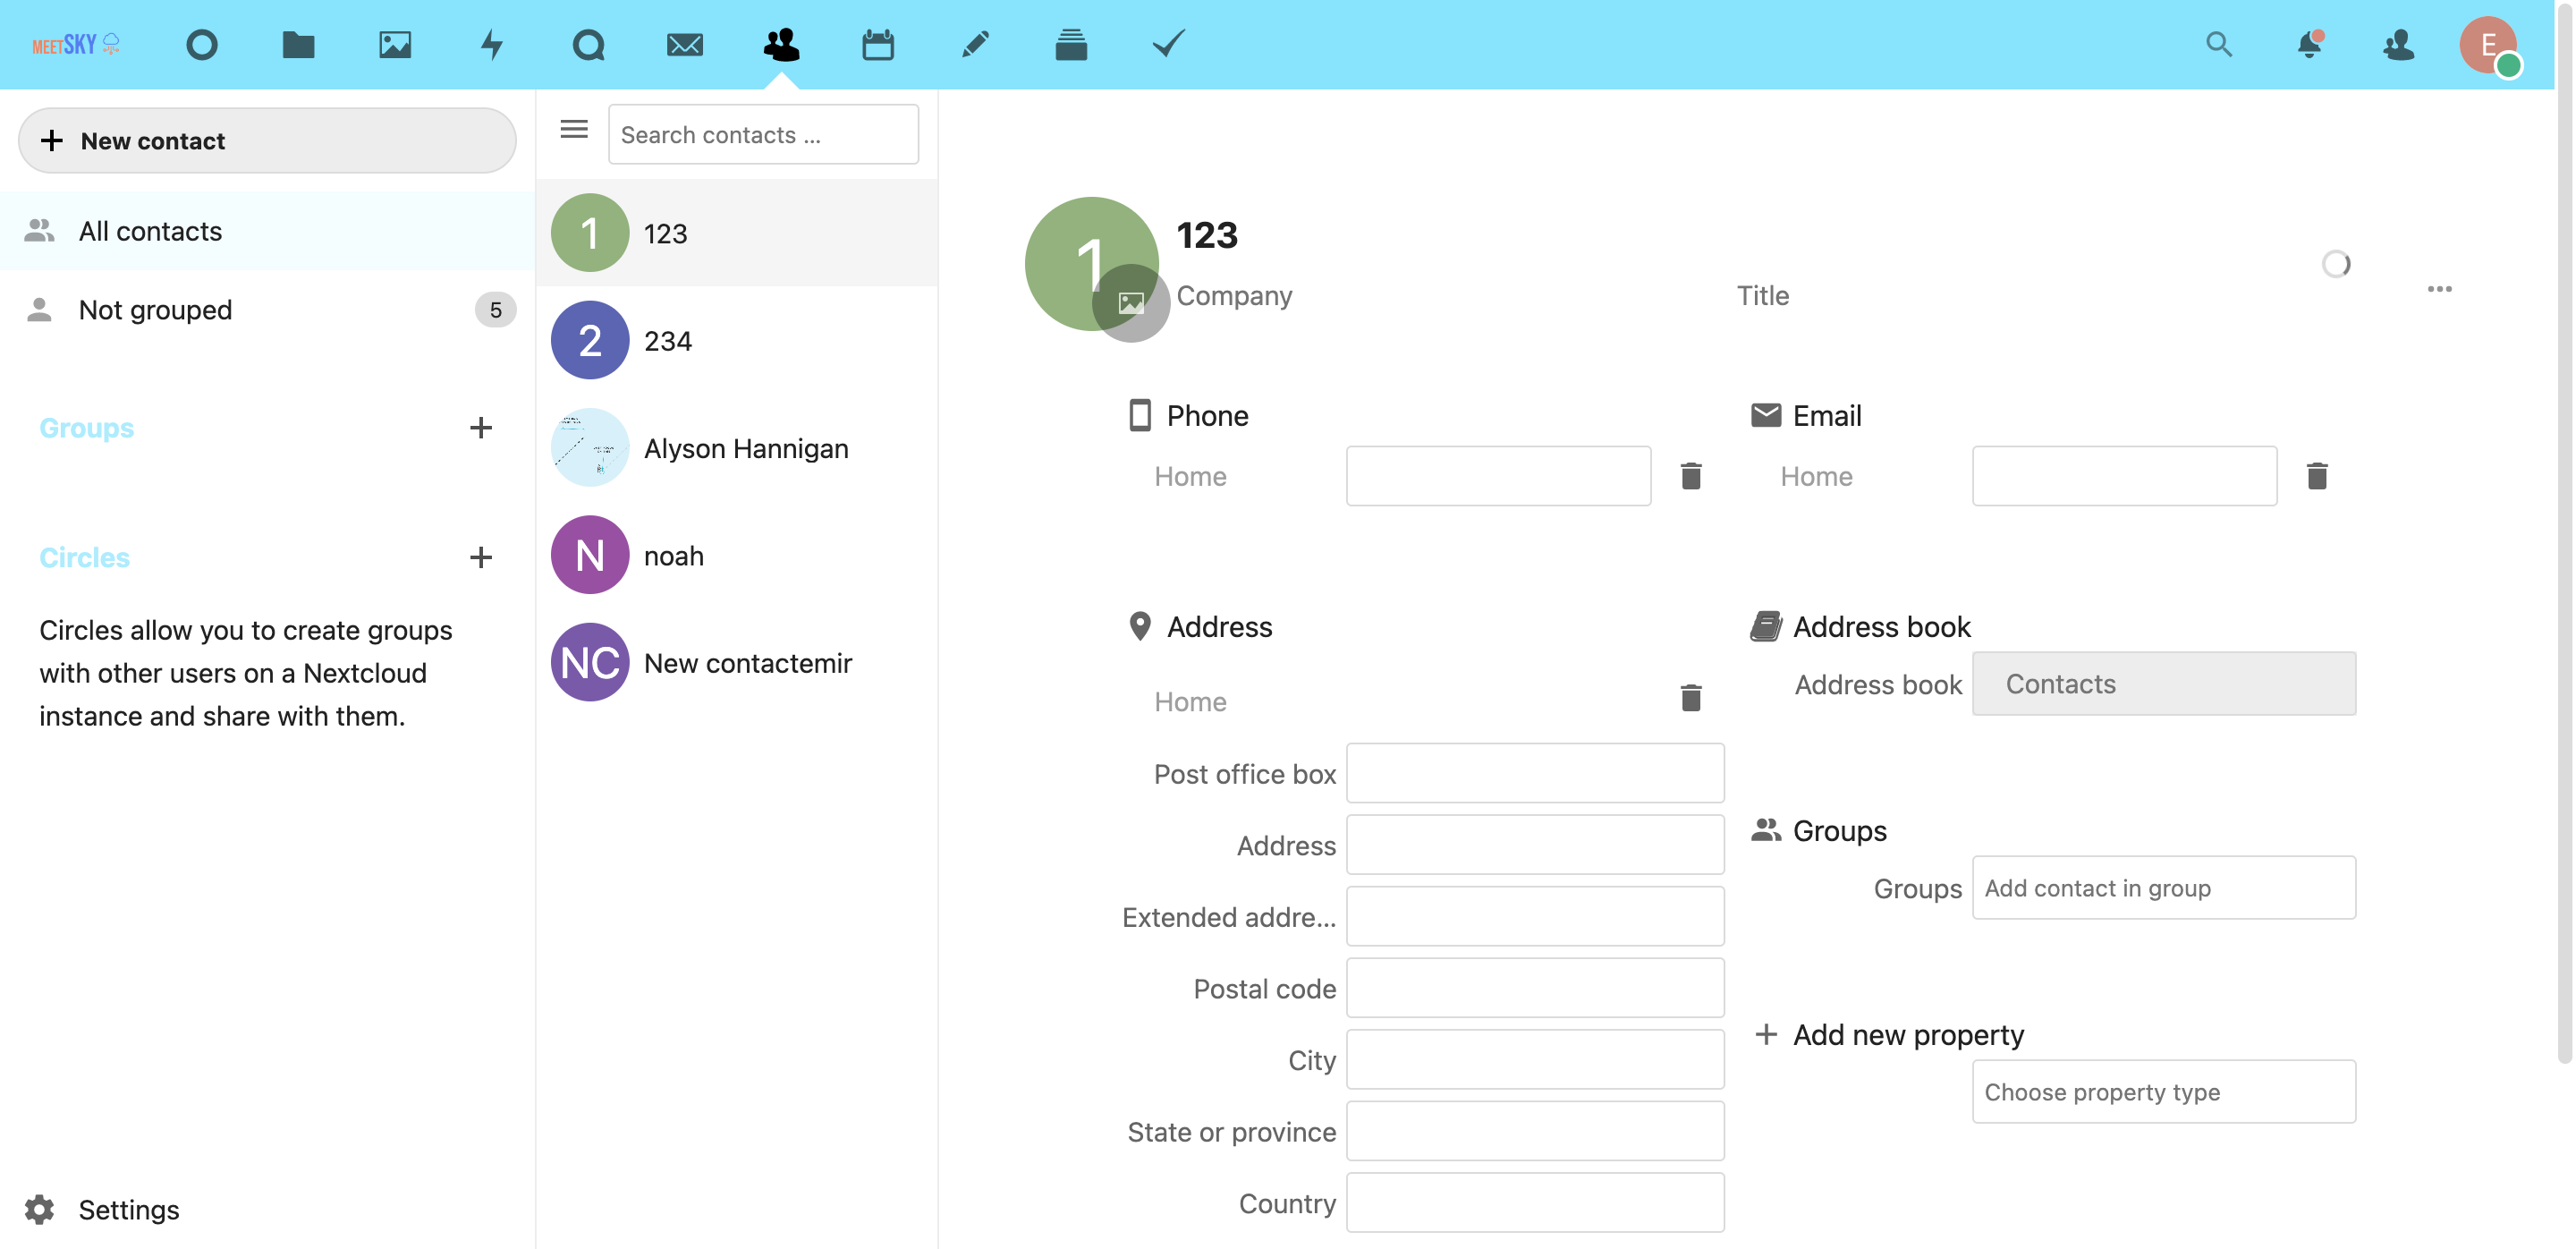 MEETSKY
E
New contact
All contacts
Not grouped
5
Groups
Circles
Circles allow you to create groups
with other users on a Nextcloud
instance and share with them.
Settings
Search contacts ...
1
123
2
234
Alyson Hannigan
N
noah
NC
New contactemir
1
123
Company
Title
Phone
Home
Email
Home
Address
Home
Post office box
Address
Extended addre...
Postal code
City
State or province
Country
Address book
Address book
Contacts
Groups
Groups
Add contact in group
Add new property
Choose property type